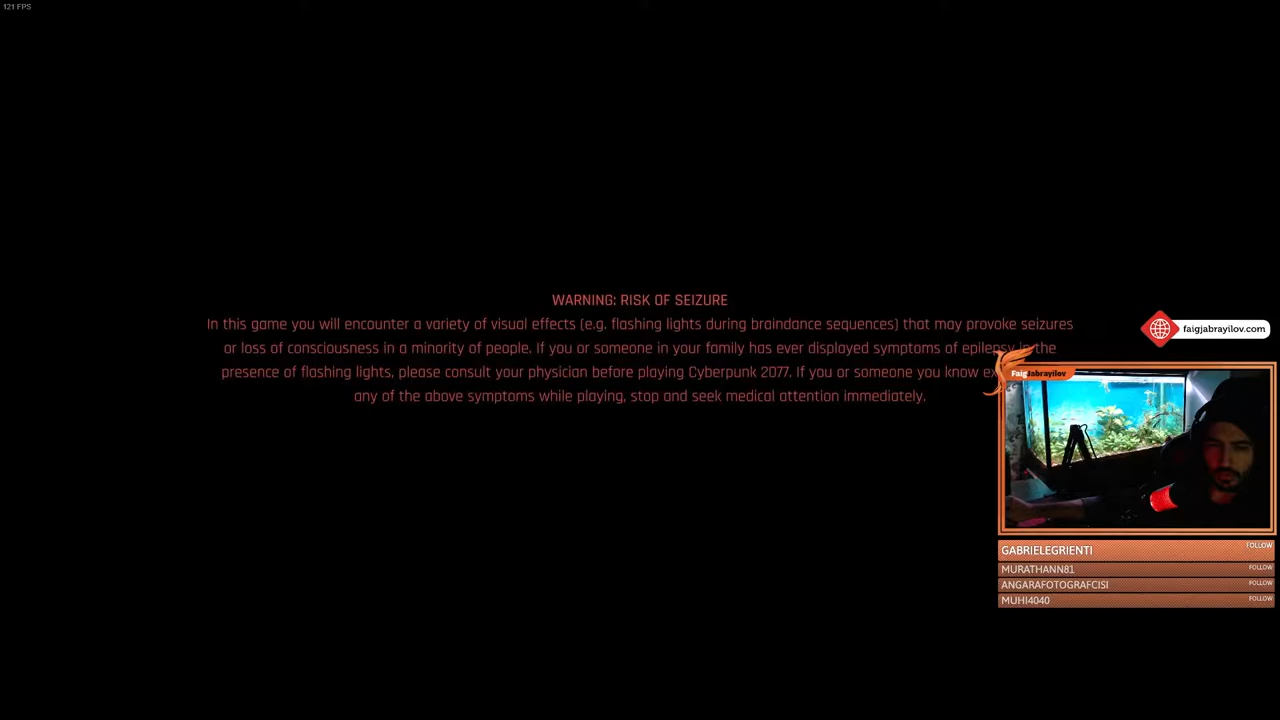 121 FPS
WARNING: RISK OF SEIZURE
In this game you will encounter a variety of visual effects (e.g. flashing lights during braindance sequences) that may provoke seizures
or loss of consciousness in a minority of people. If you or someone in your family has ever displayed symptoms of epilepsy in the
presence of flashing lights, please consult your physician before playing Cyberpunk 2077. If you or someone you know
any of the above symptoms while playing, stop and seek medical attention immediately.
faigjabrayilov.com
FaigJabrayilov
GABRIELEGRIENTI FOLLOW
MURATHANN81 FOLLOW
ANGARAFOTOGRAFCISI FOLLOW
MUHI4040 FOLLOW